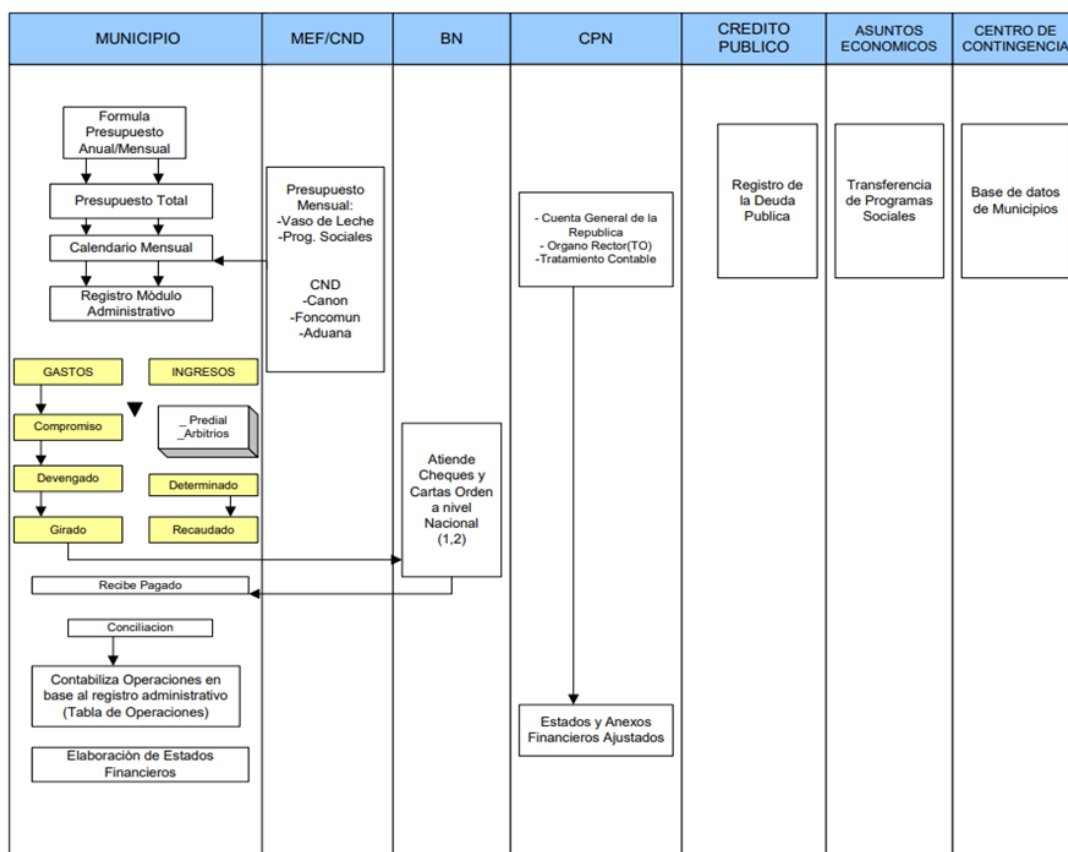 MUNICIPIO
MEF/CND
BN
CPN
CREDITO
PUBLICO
ASUNTOS
ECONOMICOS
CENTRO DE
CONTINGENCIA
Formula
Presupuesto
Anual/Mensual
Presupuesto Total
Calendario Mensual
Registro Mòdulo
Administrativo
GASTOS
INGRESOS
Compromiso
_ Predial
_Arbitrios
Devengado
Determinado
Girado
Recaudado
Recibe Pagado
Conciliacion
Contabiliza Operaciones en
base al registro administrativo
(Tabla de Operaciones)
Elaboraciòn de Estados
Financieros
Presupuesto
Mensual:
-Vaso de Leche
-Prog. Sociales
CND
-Canon
-Foncomun
-Aduana
Atiende
Cheques y
Cartas Orden
a nivel
Nacional
(1,2)
- Cuenta General de la
Republica
- Organo Rector(TO)
-Tratamiento Contable
Estados y Anexos
Financieros Ajustados
Registro de
la Deuda
Publica
Transferencia
de Programas
Sociales
Base de datos
de Municipios